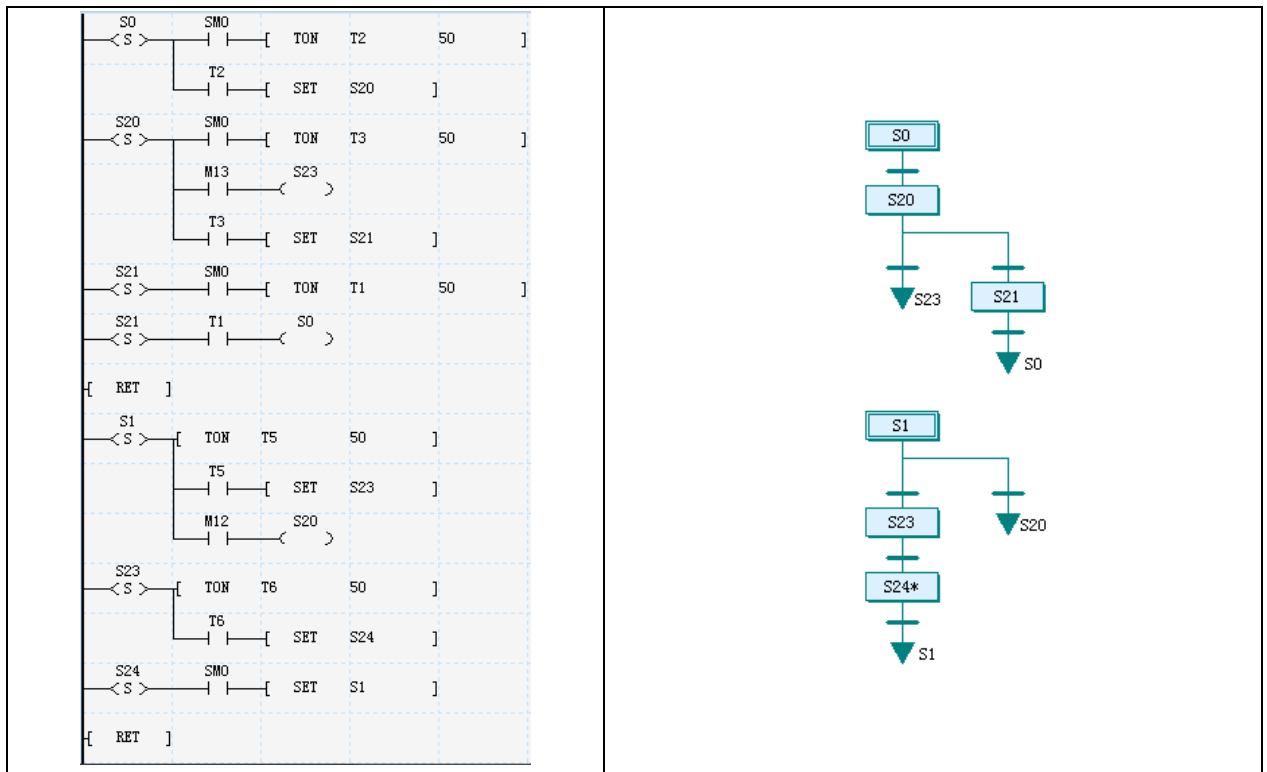 S0 SM0
S TON T2 50
T2
SET S20
S20 SM0
S TON T3 50
M13 S23
T3
SET S21
S21 SM0
S TON T1 50
S21 T1 S0
S
RET
S1
S TON T5 50
T5
SET S23
M12 S20
S23
S TON T6 50
T6
SET S24
S24 SM0
S SET S1
RET
S0
S20
S23
S21
S0
S1
S23
S20
S24*
S1